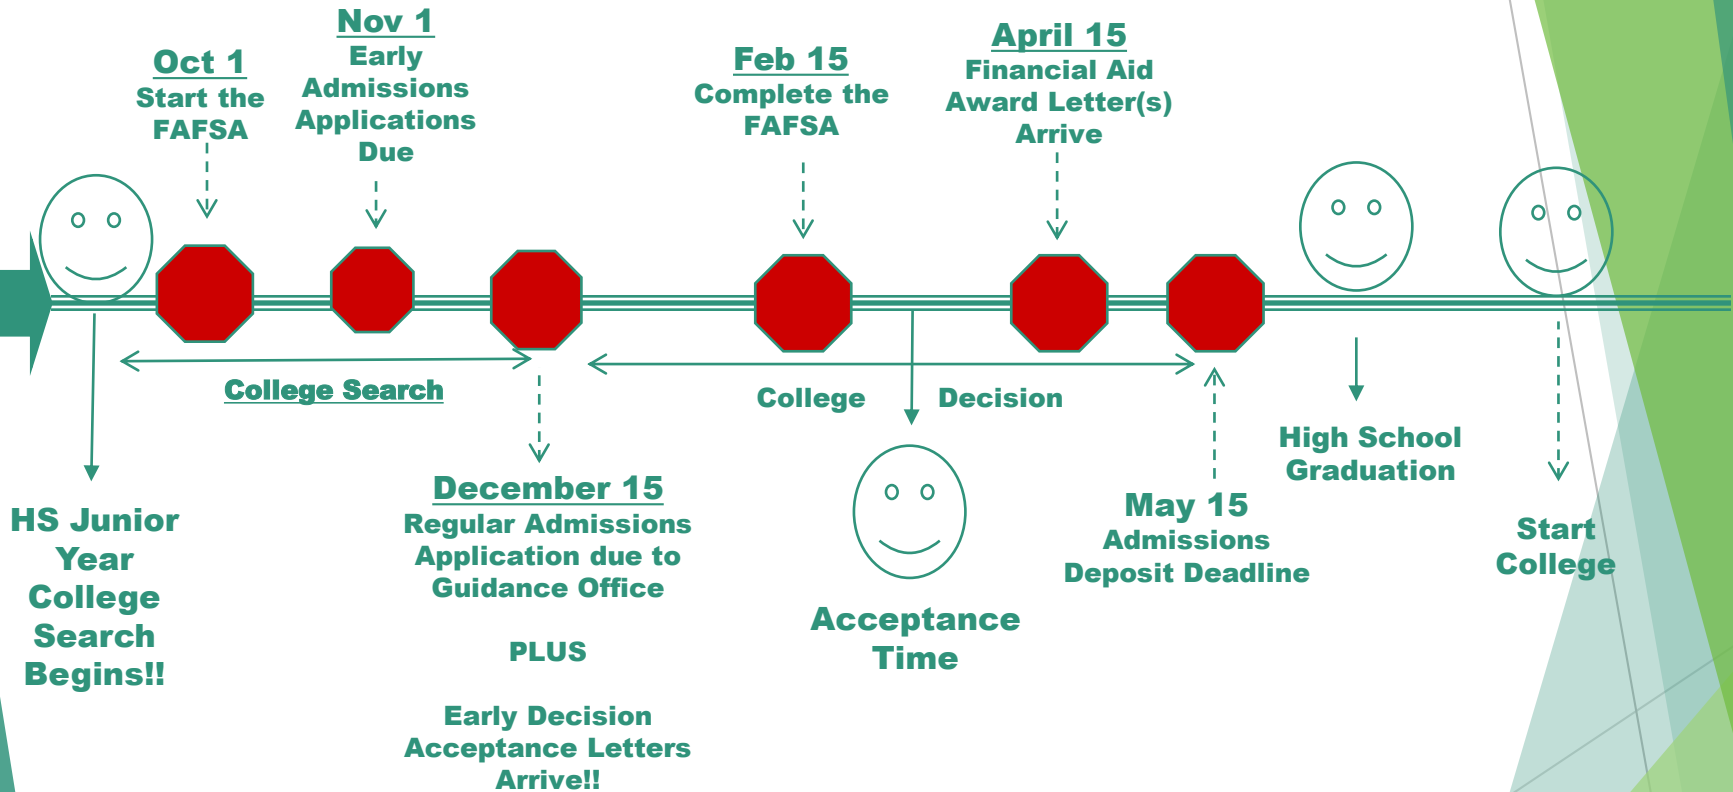 Oct 1
Start the
FAFSA
Nov 1
Early
Admissions
Applications
Due
Feb 15
Complete the
FAFSA
April 15
Financial Aid
Award Letter(s)
Arrive
College Search
College Decision
HS Junior
Year
College
Search
Begins!!
December 15
Regular Admissions
Application due to
Guidance Office
PLUS
Early Decision
Acceptance Letters
Arrive!!
Acceptance
Time
May 15
Admissions
Deposit Deadline
High School
Graduation
Start
College